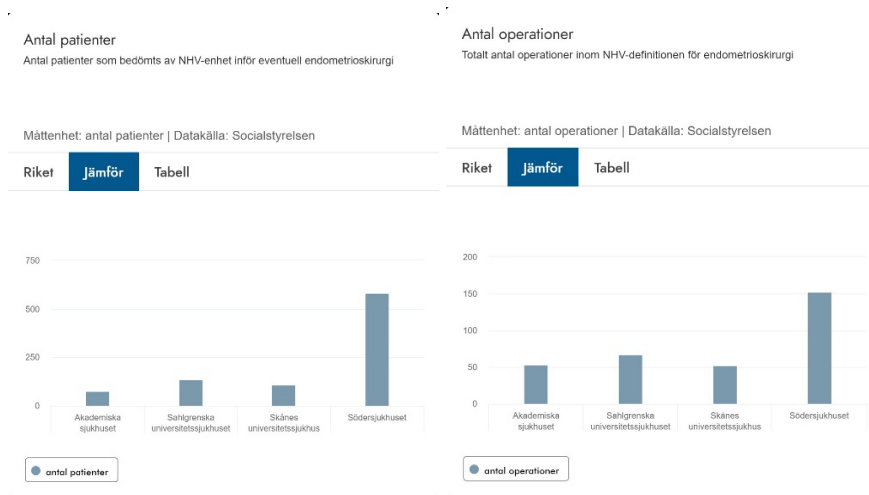 Antal patienter
Antal patienter som bedömts av NHV-enhet inför eventuell endometrioskirurgi
Måttenhet: antal patienter | Datakälla: Socialstyrelsen
Riket Jämför Tabell
750
500
250
0
Akademiska
sjukhuset
Sahlgrenska
universitetssjukhuset
Skånes
universitetssjukhus
Södersjukhuset
antal patienter
Antal operationer
Totalt antal operationer inom NHV-definitionen för endometrioskirurgi
Måttenhet: antal operationer | Datakälla: Socialstyrelsen
Riket Jämför Tabell
200
150
100
50
0
Akademiska
sjukhuset
Sahlgrenska
universitetssjukhuset
Skånes
universitetssjukhus
Södersjukhuset
antal operationer